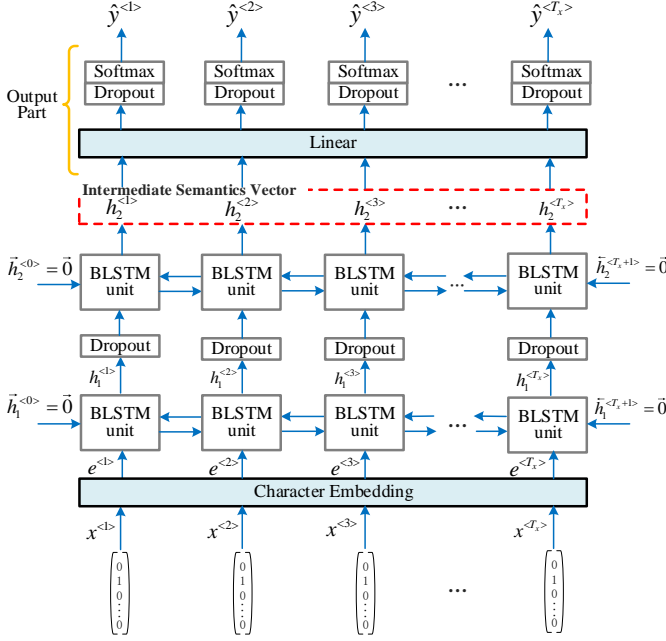 ŷ<1> ŷ<2> ŷ<3> ŷ<Tx>
Output Part
Softmax Softmax Softmax Softmax
Dropout Dropout Dropout ... Dropout
Linear
Intermediate Semantics Vector
h₂<1> h₂<2> h₂<3> ... h₂<Tx>
h⃗₂<0> = 0⃗ BLSTM unit BLSTM unit BLSTM unit ... BLSTM unit h⃖₂<Tx+1> = 0⃗
Dropout Dropout Dropout Dropout
h₁<1> h₁<2> h₁<3> h₁<Tx>
h⃗₁<0> = 0⃗ BLSTM unit BLSTM unit BLSTM unit ... BLSTM unit h⃖₁<Tx+1> = 0⃗
e<1> e<2> e<3> e<Tx>
Character Embedding
x<1> x<2> x<3> x<Tx>
0 0 0 0
1 1 1 1
0 0 0 ... 0
⋮ ⋮ ⋮ ⋮
0 0 0 0